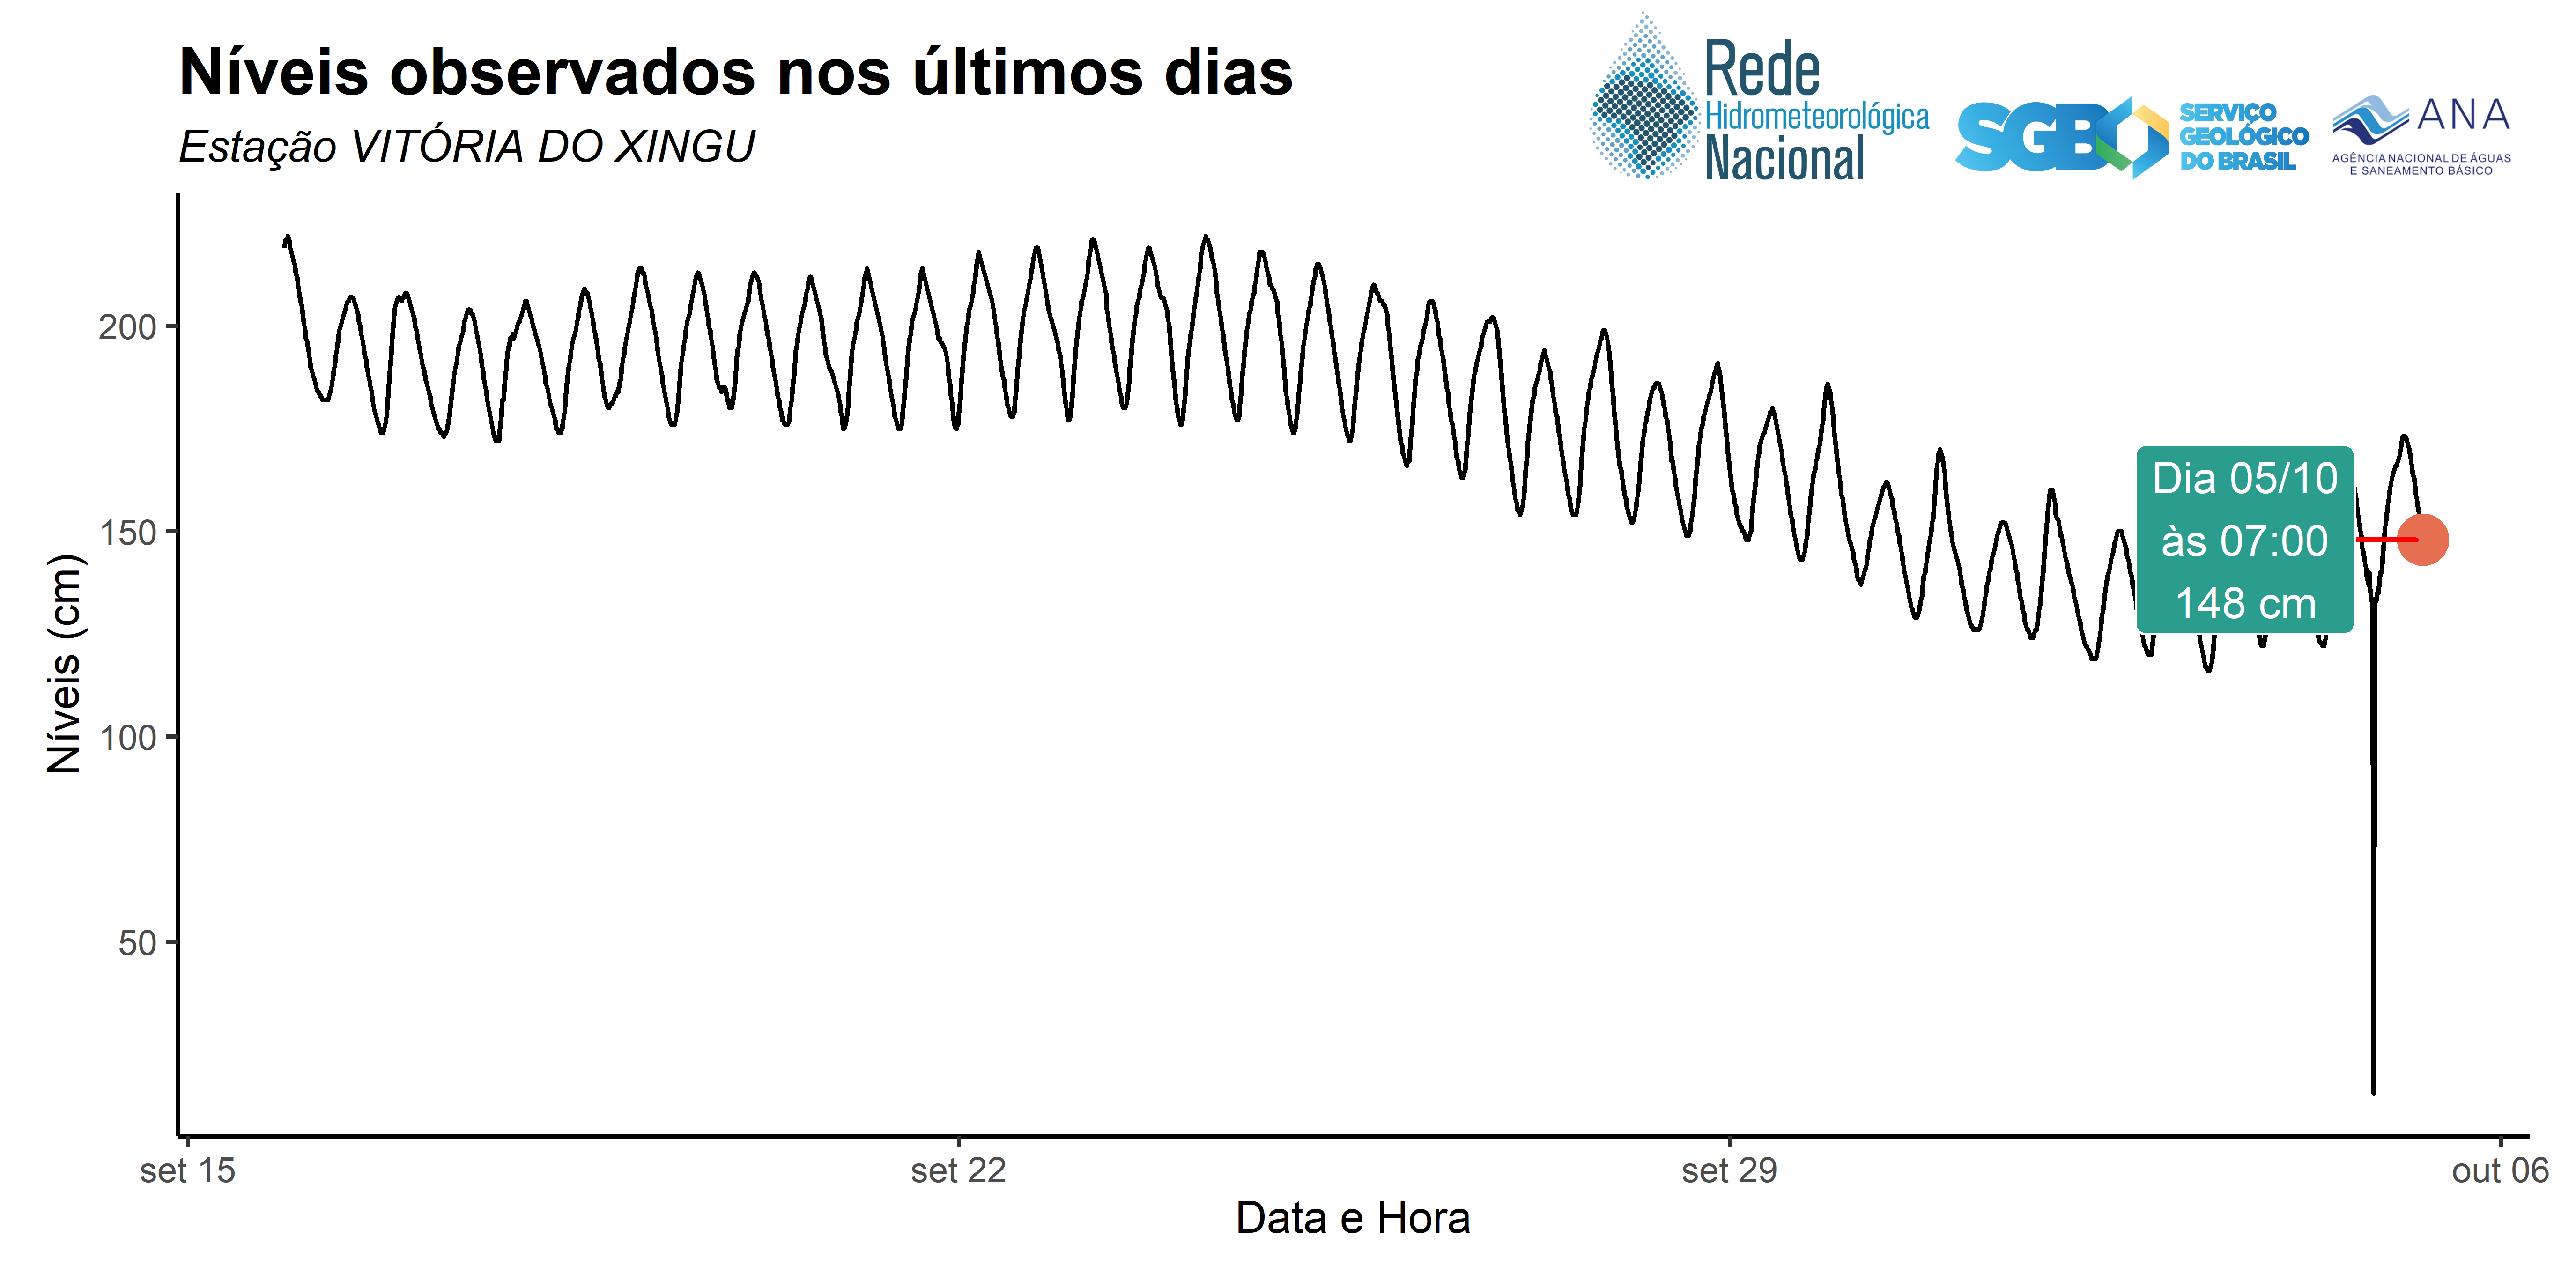 Níveis observados nos últimos dias
Estação VITÓRIA DO XINGU
Rede
Hidrometeorológica
Nacional
SGB
SERVIÇO
GEOLÓGICO
DO BRASIL
ANA
AGÊNCIA NACIONAL DE ÁGUAS
E SANEAMENTO BÁSICO
Níveis (cm)
200
150
100
50
Dia 05/10
às 07:00
148 cm
set 15
set 22
set 29
out 06
Data e Hora